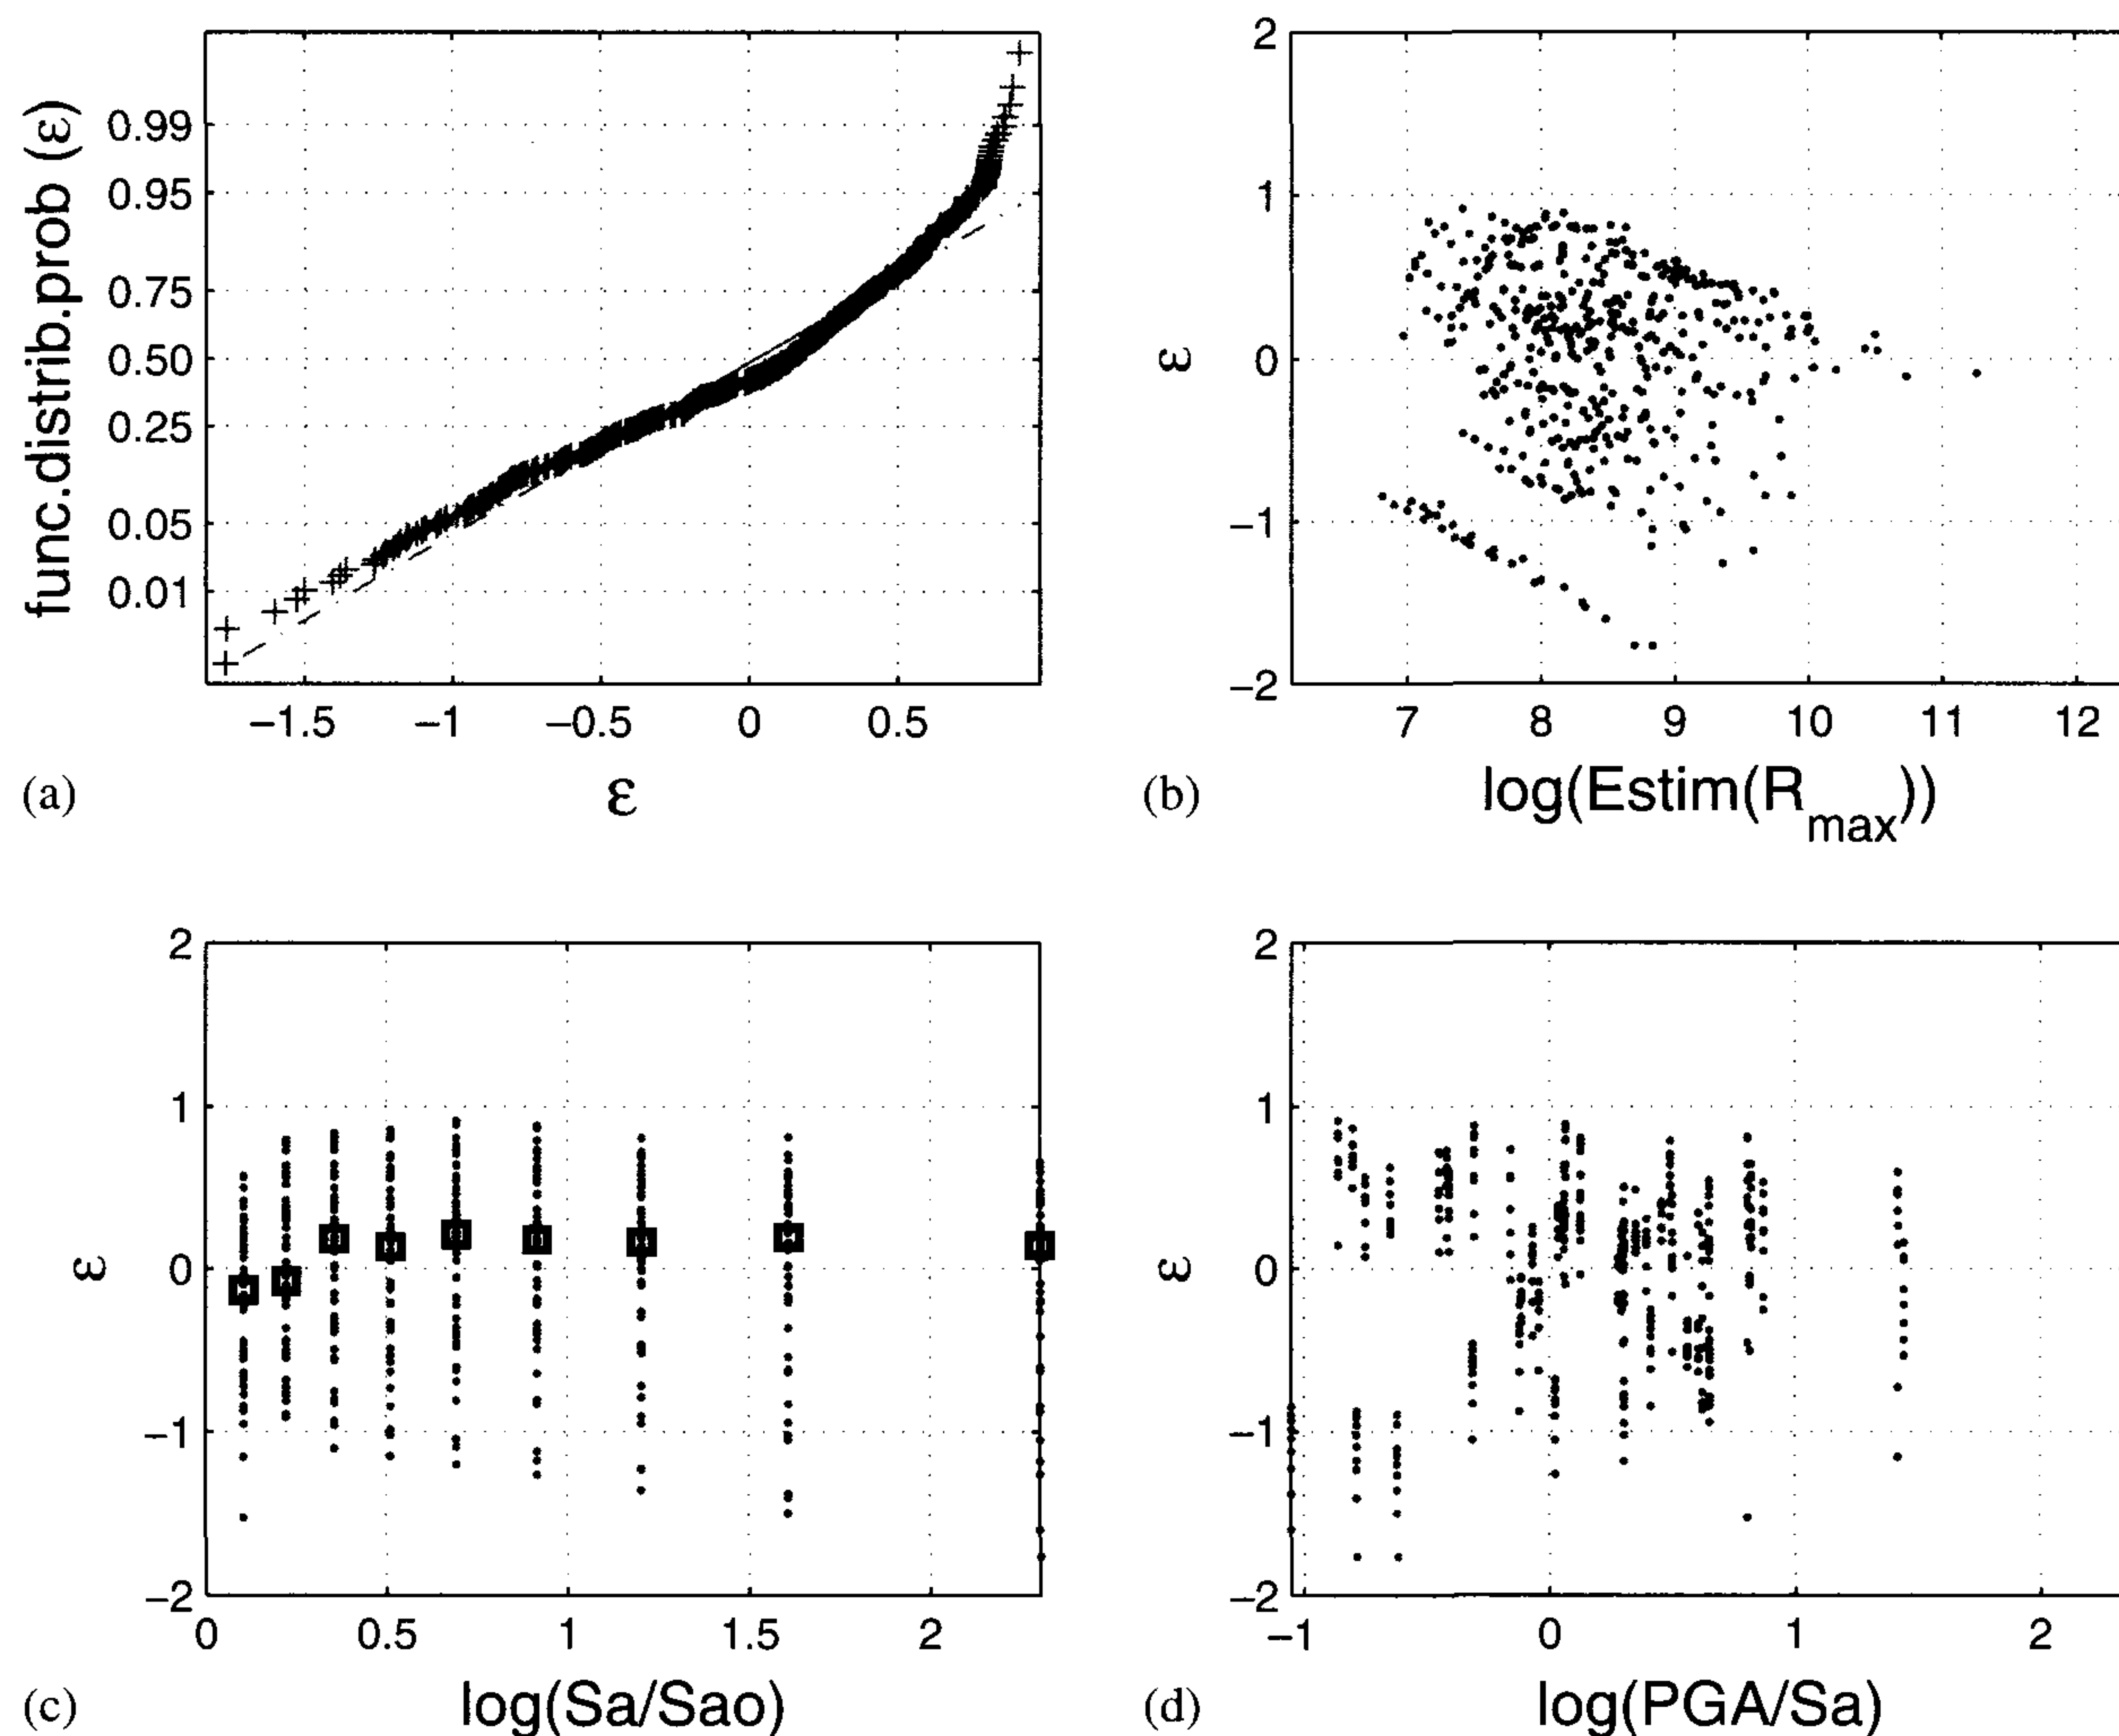 func.distrib.prob (ε)
0.99
0.95
0.75
0.50
0.25
0.05
0.01
−1.5 −1 −0.5 0 0.5
(a) ε
ε
2
1
0
−1
−2
7 8 9 10 11 12
(b) log(Estim(R_max))
ε
2
1
0
−1
−2
0 0.5 1 1.5 2
(c) log(Sa/Sao)
ε
2
1
0
−1
−2
−1 0 1 2
(d) log(PGA/Sa)